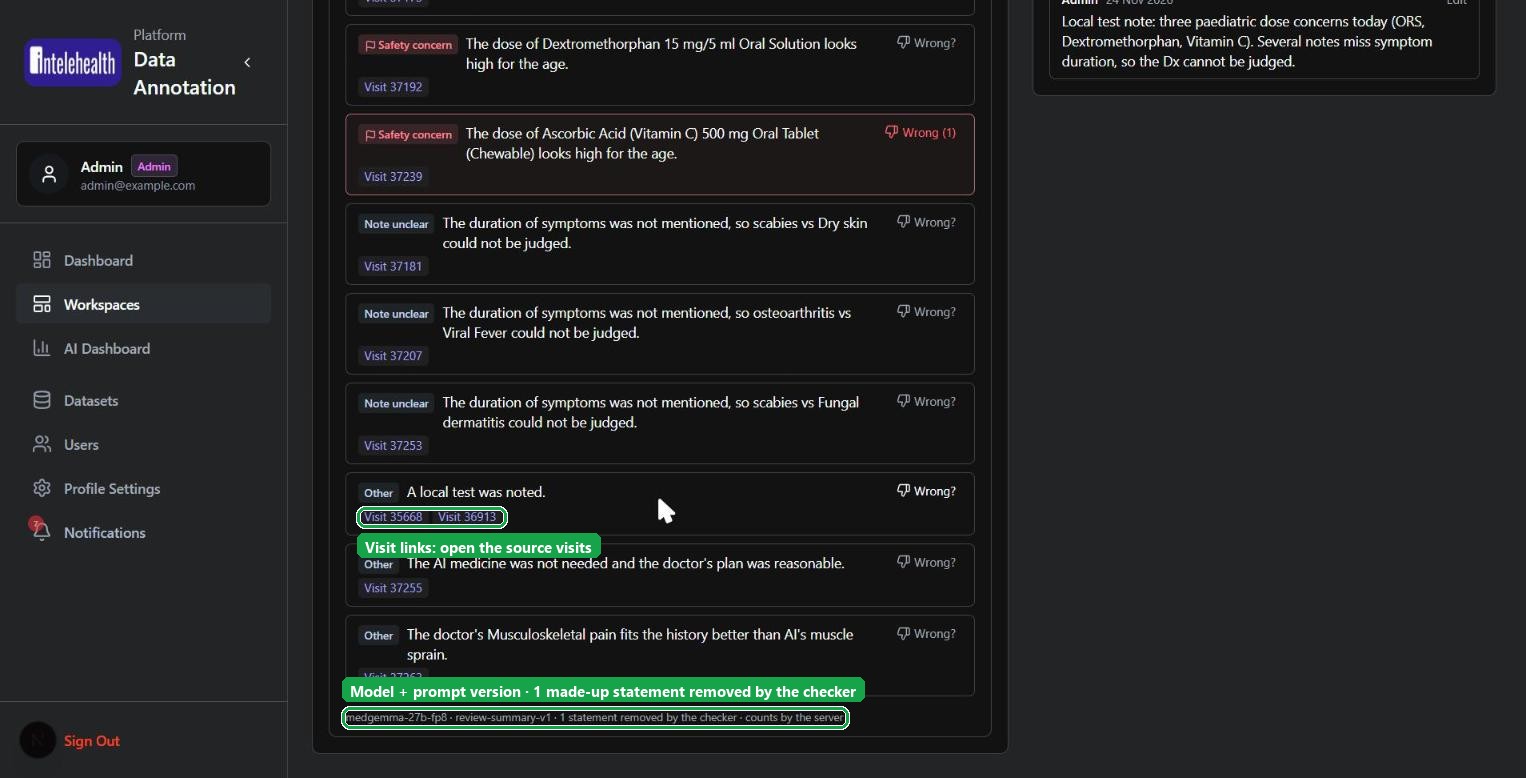 intelehealth
Platform
Data
Annotation
Admin Admin
admin@example.com
Dashboard
Workspaces
AI Dashboard
Datasets
Users
Profile Settings
7
Notifications
Sign Out
Safety concern The dose of Dextromethorphan 15 mg/5 ml Oral Solution looks
high for the age.
Wrong?
Visit 37192
Safety concern The dose of Ascorbic Acid (Vitamin C) 500 mg Oral Tablet
(Chewable) looks high for the age.
Wrong (1)
Visit 37239
Note unclear The duration of symptoms was not mentioned, so scabies vs Dry skin
could not be judged.
Wrong?
Visit 37181
Note unclear The duration of symptoms was not mentioned, so osteoarthritis vs
Viral Fever could not be judged.
Wrong?
Visit 37207
Note unclear The duration of symptoms was not mentioned, so scabies vs Fungal
dermatitis could not be judged.
Wrong?
Visit 37253
Other A local test was noted.
Wrong?
Visit 35668 Visit 36913
Visit links: open the source visits
Other The AI medicine was not needed and the doctor's plan was reasonable.
Wrong?
Visit 37255
Other The doctor's Musculoskeletal pain fits the history better than AI's muscle
sprain.
Wrong?
Model + prompt version · 1 made-up statement removed by the checker
medgemma-27b-fp8 · review-summary-v1 · 1 statement removed by the checker · counts by the server
Admin 24 Nov 2026
Edit
Local test note: three paediatric dose concerns today (ORS,
Dextromethorphan, Vitamin C). Several notes miss symptom
duration, so the Dx cannot be judged.